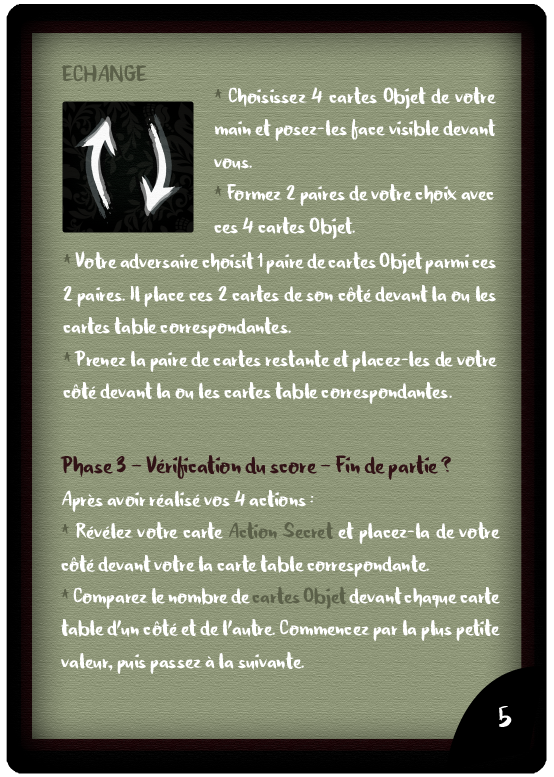 ECHANGE
* Choisissez 4 cartes Objet de votre
main et posez-les face visible devant
vous.
* Formez 2 paires de votre choix avec
ces 4 cartes Objet.
* Votre adversaire choisit 1 paire de cartes Objet parmi ces
2 paires. Il place ces 2 cartes de son côté devant la ou les
cartes table correspondantes.
* Prenez la paire de cartes restante et placez-les de votre
côté devant la ou les cartes table correspondantes.
Phase 3 – Vérification du score – Fin de partie ?
Après avoir réalisé vos 4 actions :
* Révélez votre carte Action Secret et placez-la de votre
côté devant votre la carte table correspondante.
* Comparez le nombre de cartes Objet devant chaque carte
table d'un côté et de l'autre. Commencez par la plus petite
valeur, puis passez à la suivante.
5